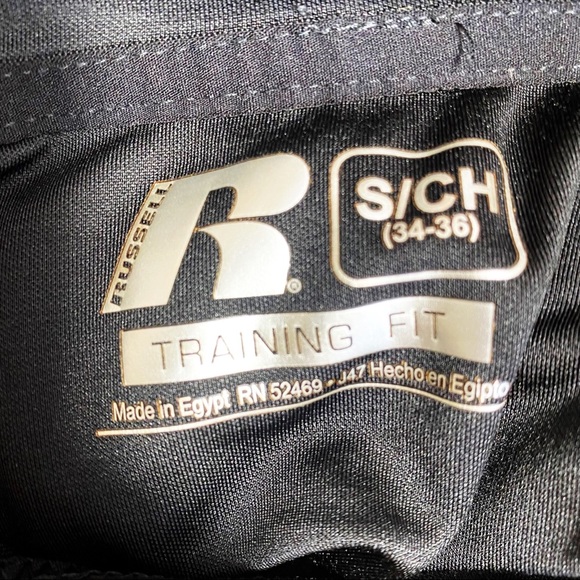 RUSSELL
R®
S/CH
(34-36)
TRAINING FIT
Made in Egypt RN 52469 - J47 Hecho en Egipto